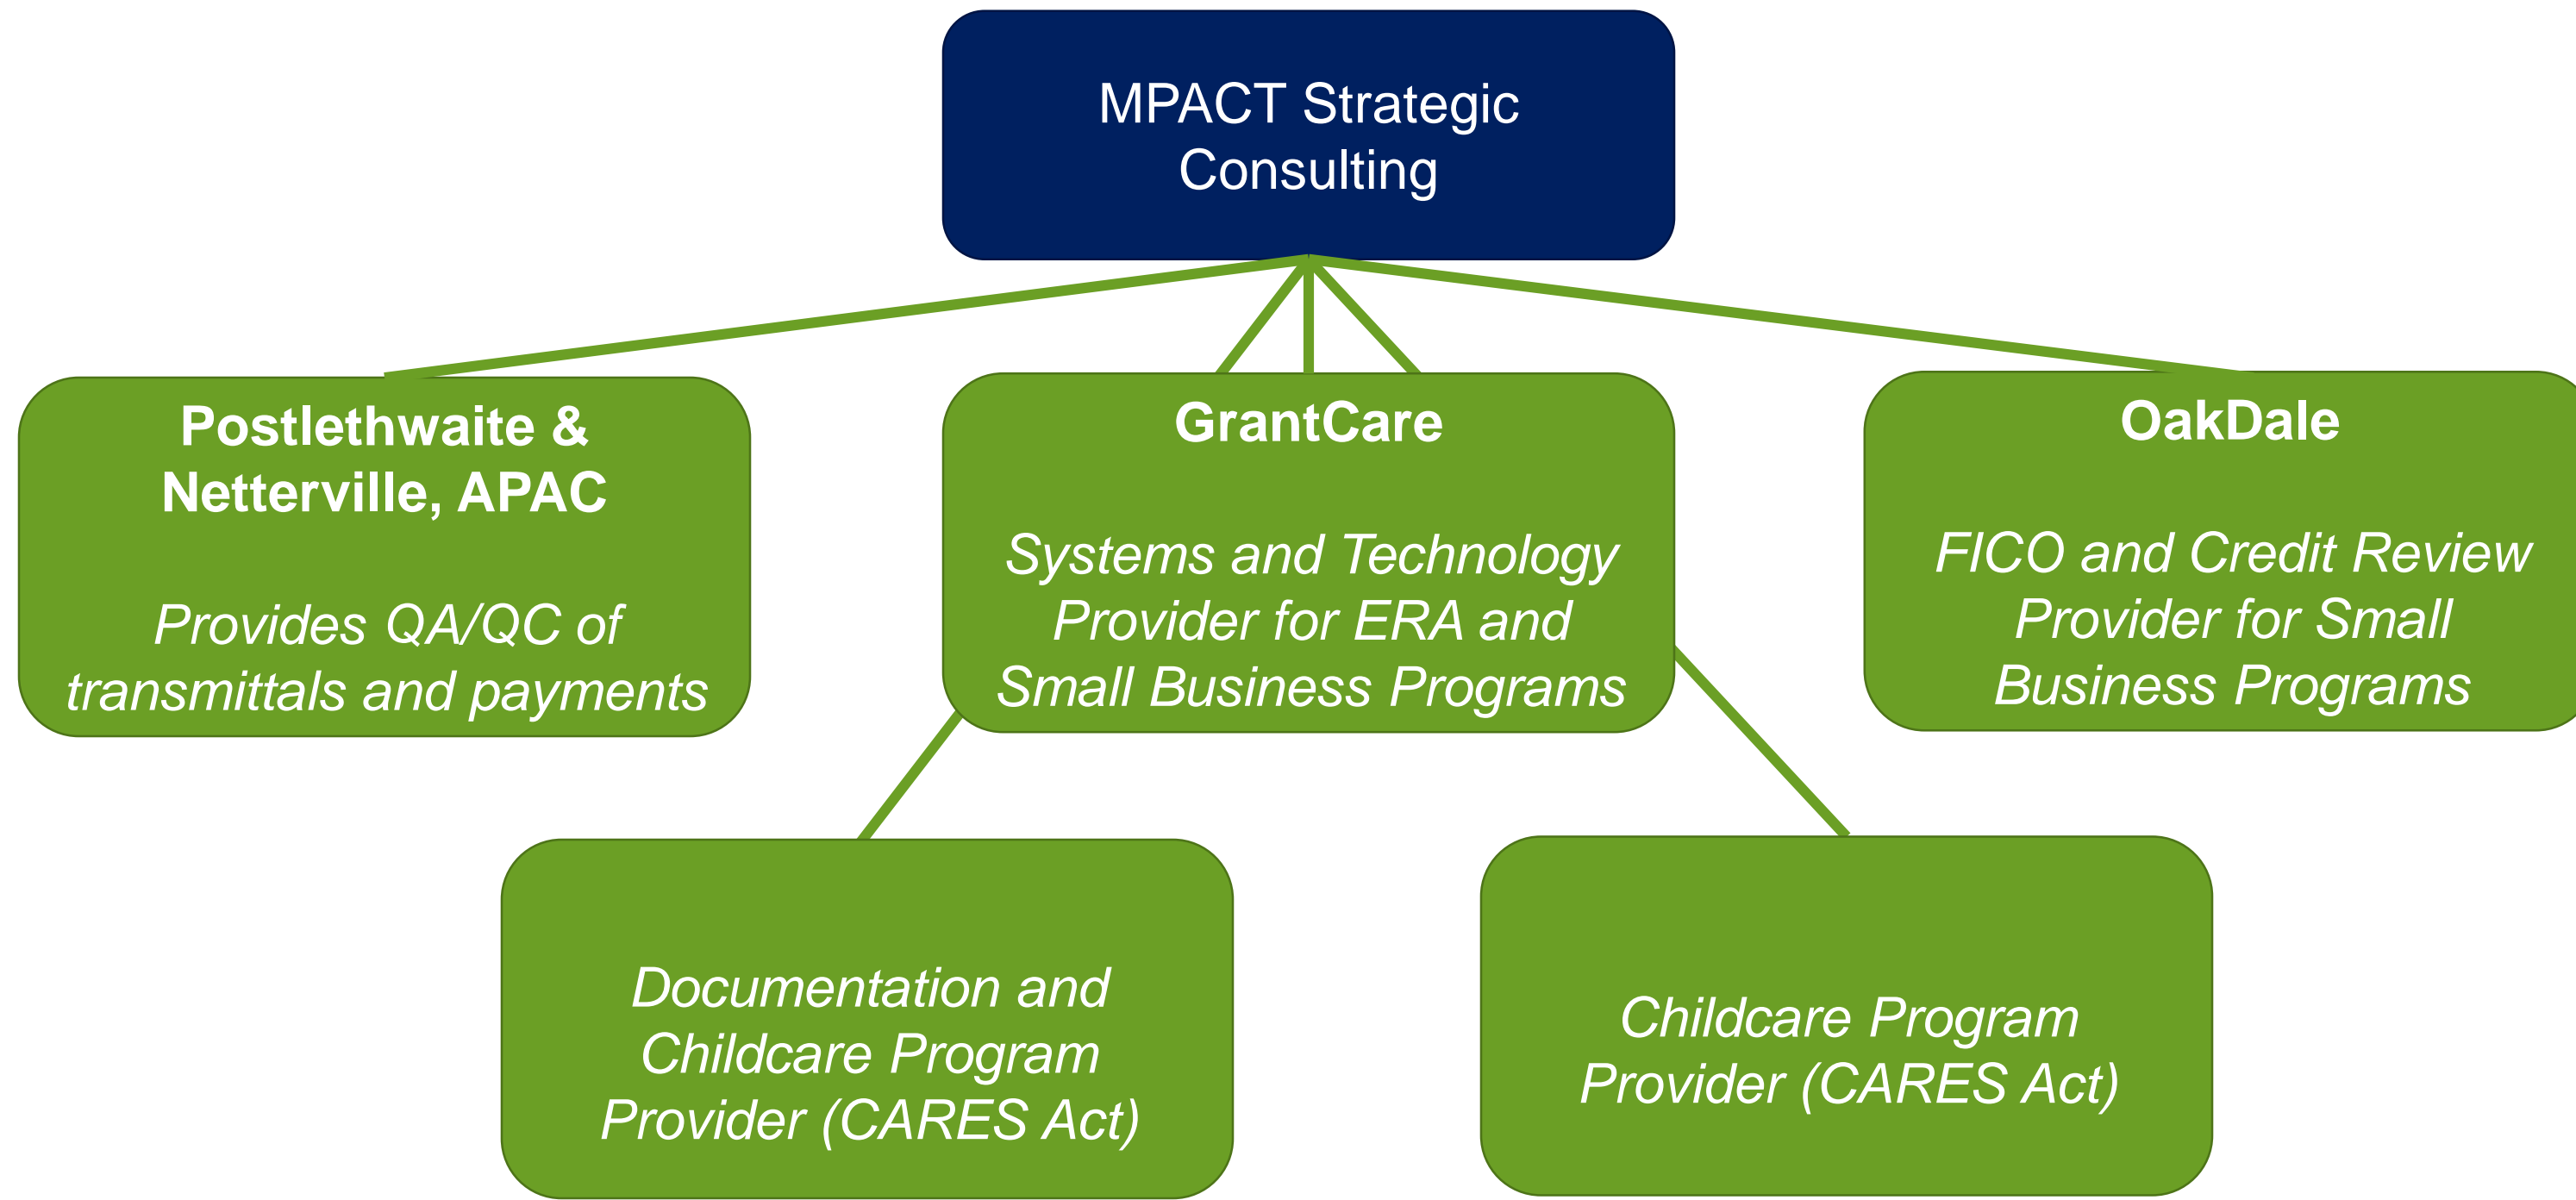 MPACT Strategic
Consulting
Postlethwaite &
Netterville, APAC
Provides QA/QC of
transmittals and payments
GrantCare
Systems and Technology
Provider for ERA and
Small Business Programs
OakDale
FICO and Credit Review
Provider for Small
Business Programs
Documentation and
Childcare Program
Provider (CARES Act)
Childcare Program
Provider (CARES Act)